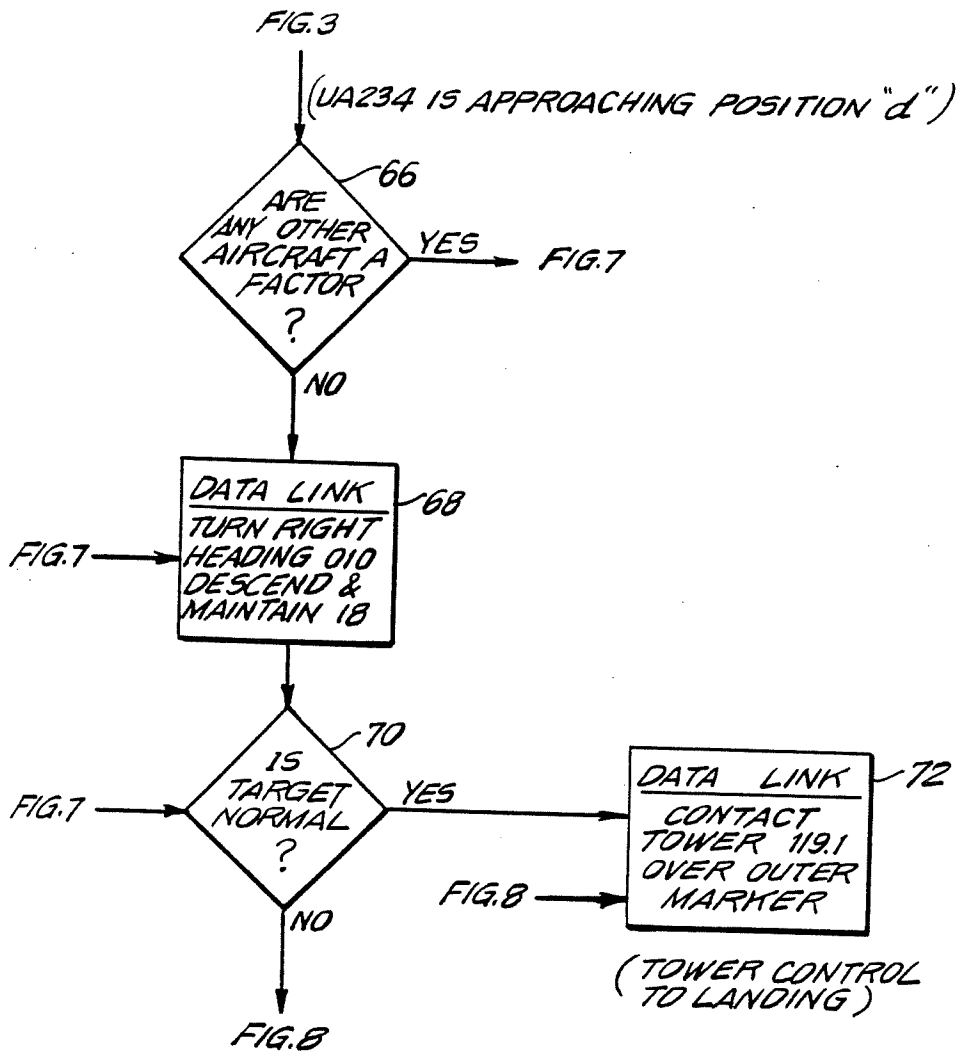 FIG.3
(UA234 IS APPROACHING POSITION "d")
66
ARE
ANY OTHER
AIRCRAFT A
FACTOR
?
YES
FIG.7
NO
DATA LINK
68
TURN RIGHT
HEADING 010
DESCEND &
MAINTAIN 18
FIG.7
70
IS
TARGET
NORMAL
?
FIG.7
YES
NO
FIG.8
DATA LINK
72
CONTACT
TOWER 119.1
OVER OUTER
MARKER
FIG.8
(TOWER CONTROL
TO LANDING)